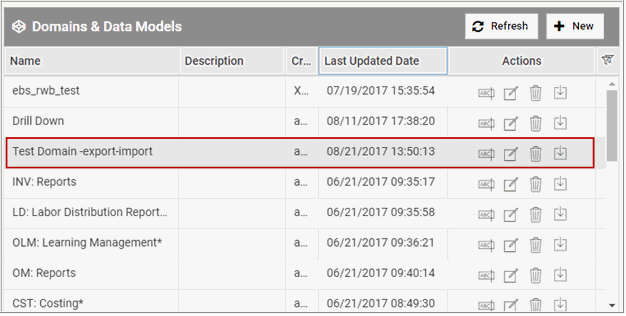 Domains & Data Models Refresh New
Name Description Cr... Last Updated Date Actions
ebs_rwb_test X... 07/19/2017 15:35:54
Drill Down a... 08/11/2017 17:38:20
Test Domain -export-import a... 08/21/2017 13:50:13
INV: Reports a... 06/21/2017 09:35:17
LD: Labor Distribution Report... a... 06/21/2017 09:35:58
OLM: Learning Management* a... 06/21/2017 09:36:21
OM: Reports a... 06/21/2017 09:40:14
CST: Costing* a... 06/21/2017 08:49:30